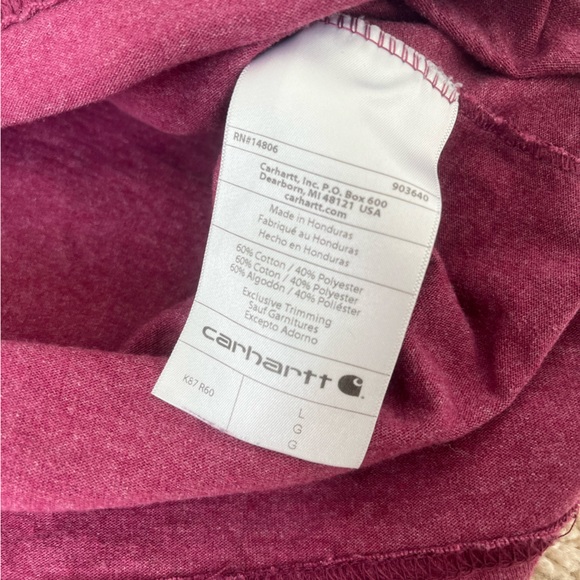 RN#14806
903640
Carhartt, Inc. P.O. Box 600
Dearborn, MI 48121 USA
carhartt.com
Made in Honduras
Fabriqué au Honduras
Hecho en Honduras
60% Cotton / 40% Polyester
60% Coton / 40% Polyester
60% Algodón / 40% Poliéster
Exclusive Trimming
Sauf Garnitures
Excepto Adorno
carhartt
K87 R60
L
G
G